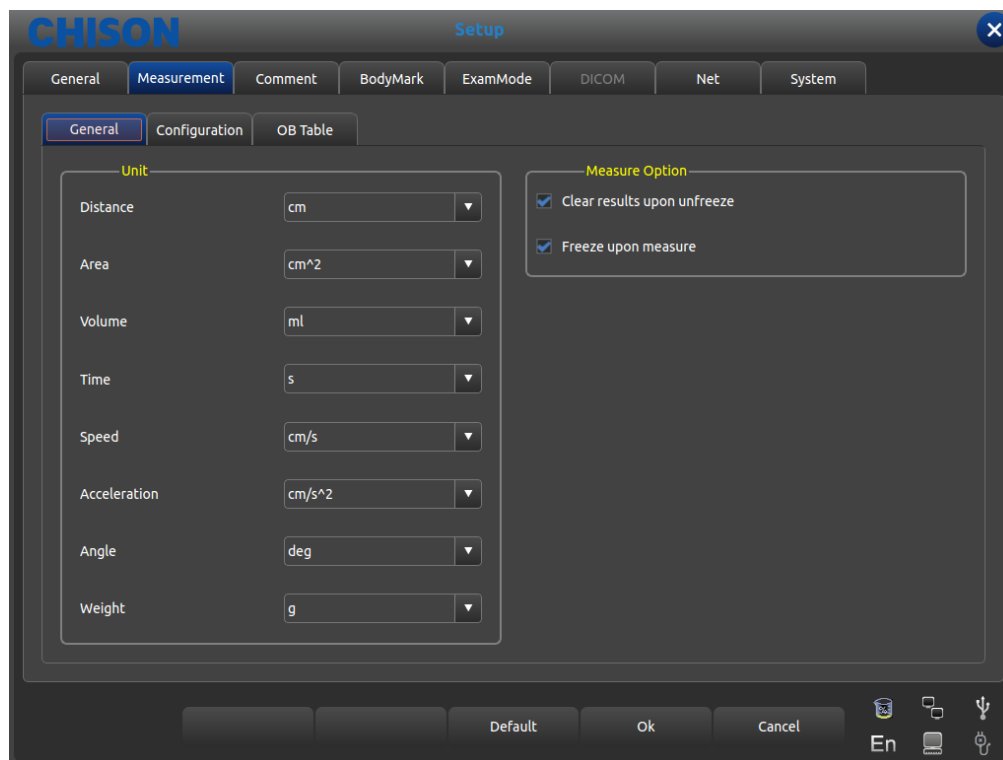 CHISON
Setup
General Measurement Comment BodyMark ExamMode DICOM Net System
General Configuration OB Table
Unit
Distance cm
Area cm^2
Volume ml
Time s
Speed cm/s
Acceleration cm/s^2
Angle deg
Weight g
Measure Option
Clear results upon unfreeze
Freeze upon measure
Default Ok Cancel
En